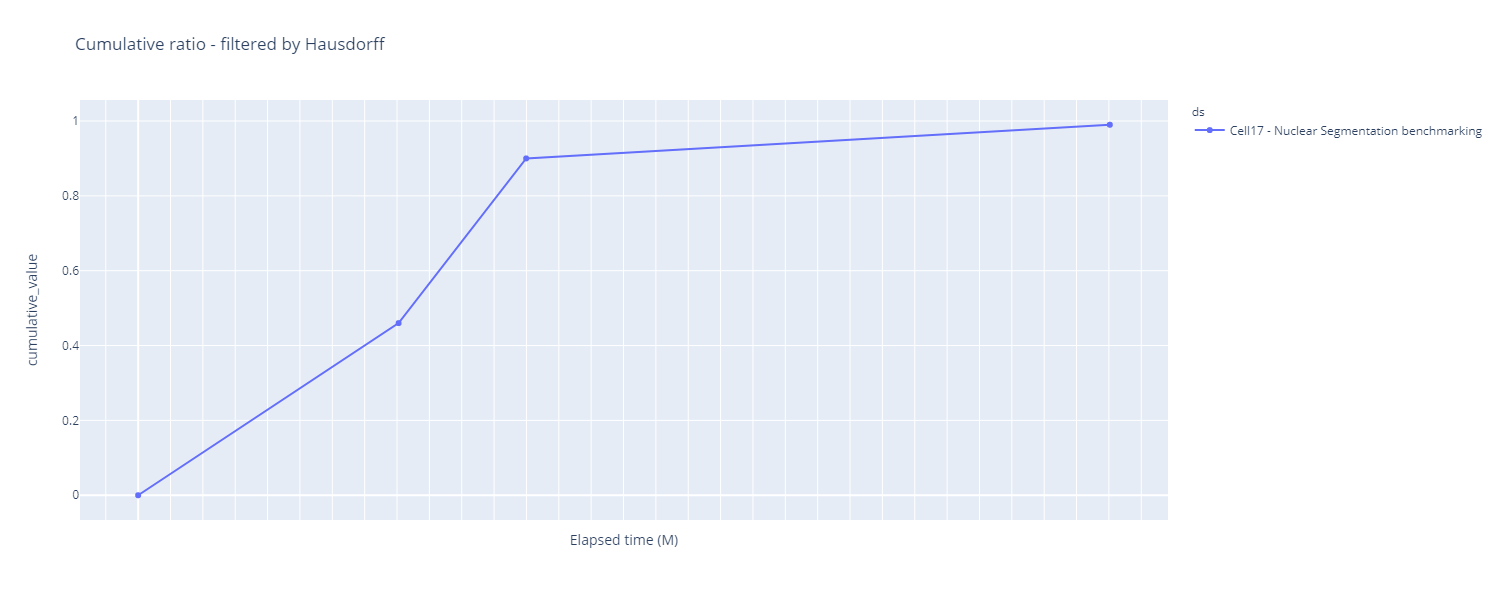 Cumulative ratio - filtered by Hausdorff
ds
Cell17 - Nuclear Segmentation benchmarking
1
0.8
0.6
0.4
0.2
0
cumulative_value
Elapsed time (M)